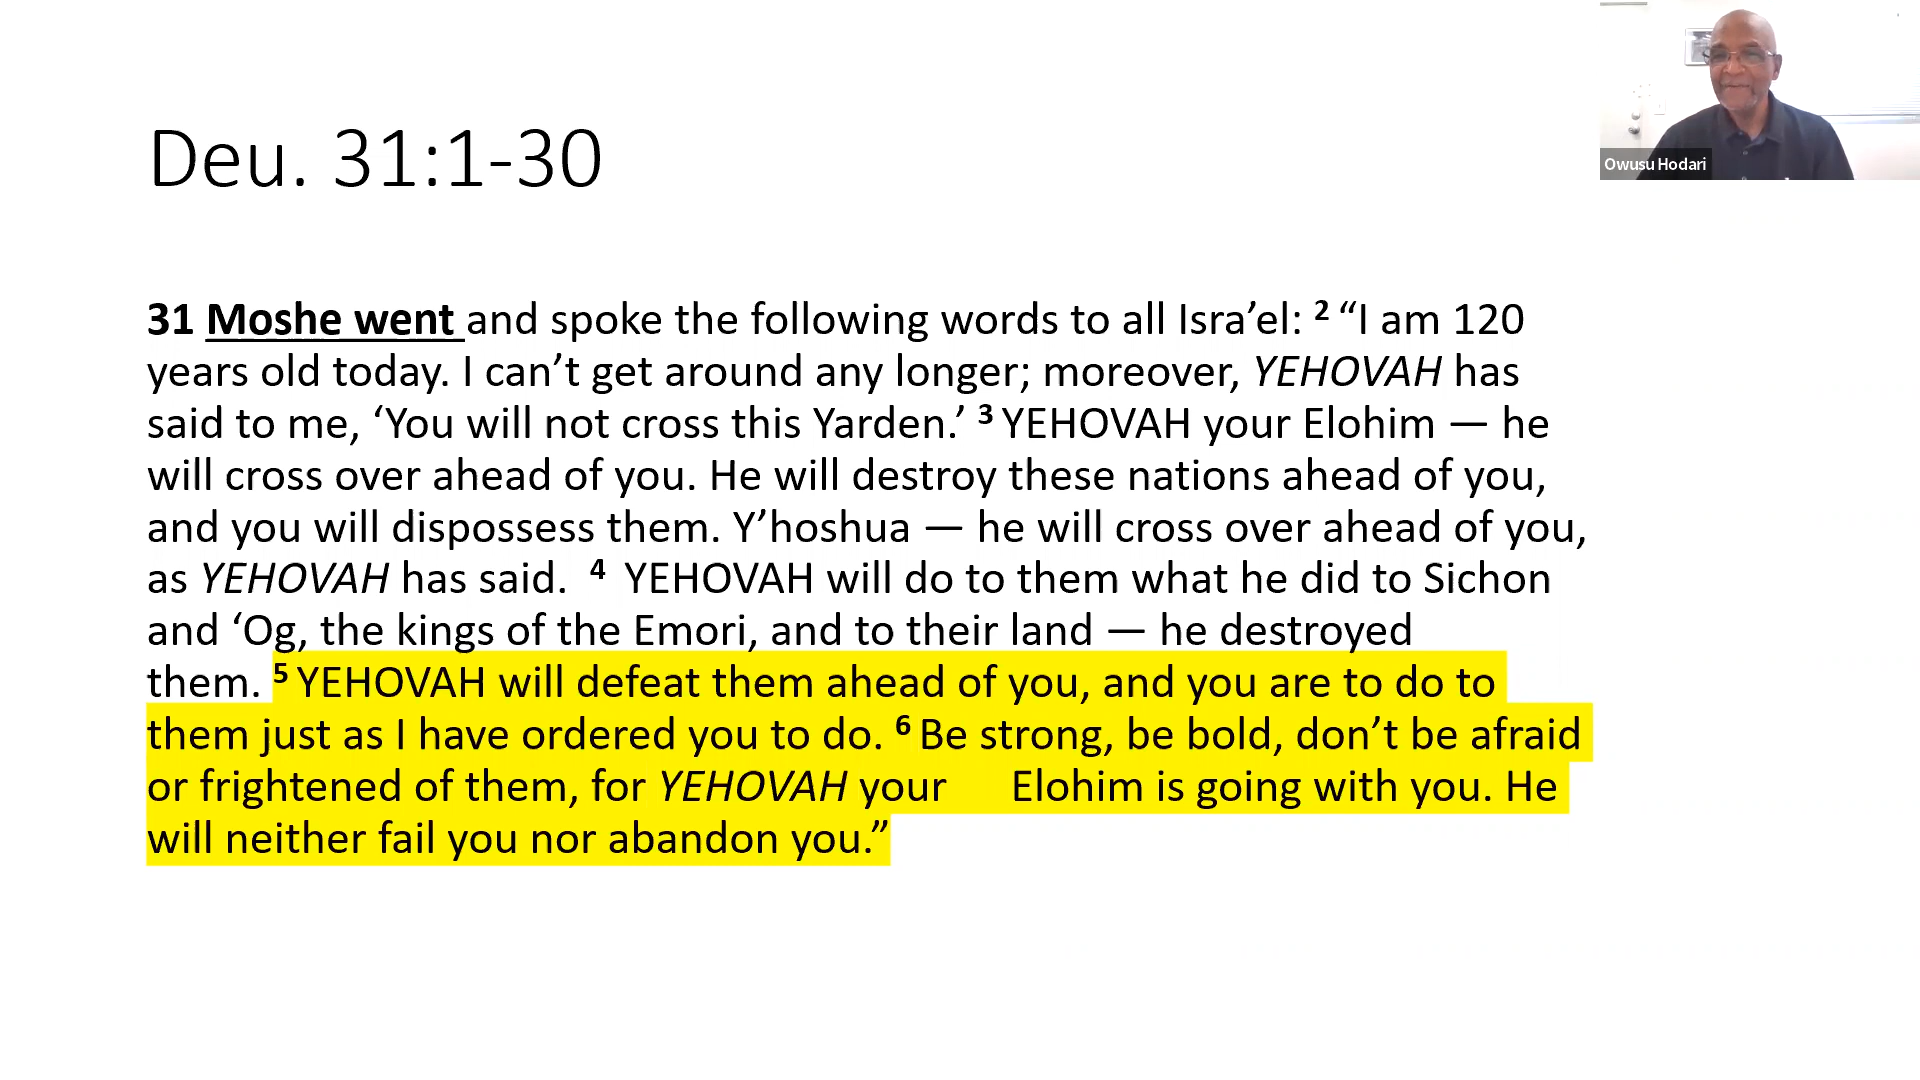 Deu. 31:1-30
Owusu Hodari
31 Moshe went and spoke the following words to all Isra’el: 2 “I am 120
years old today. I can’t get around any longer; moreover, YEHOVAH has
said to me, ‘You will not cross this Yarden.’ 3 YEHOVAH your Elohim — he
will cross over ahead of you. He will destroy these nations ahead of you,
and you will dispossess them. Y’hoshua — he will cross over ahead of you,
as YEHOVAH has said. 4 YEHOVAH will do to them what he did to Sichon
and ‘Og, the kings of the Emori, and to their land — he destroyed
them. 5 YEHOVAH will defeat them ahead of you, and you are to do to
them just as I have ordered you to do. 6 Be strong, be bold, don’t be afraid
or frightened of them, for YEHOVAH your Elohim is going with you. He
will neither fail you nor abandon you.”